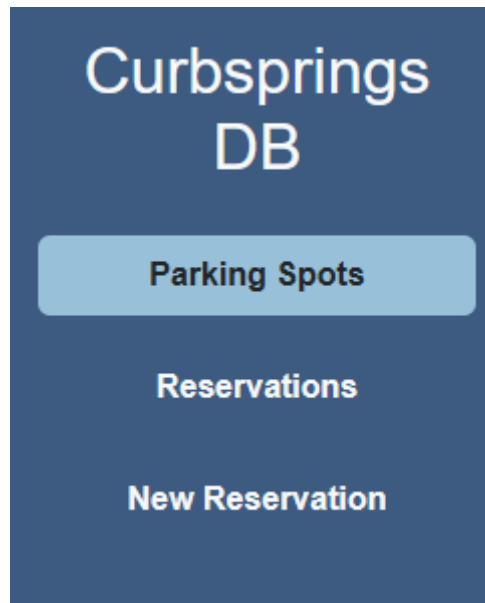 Curbsprings
DB
Parking Spots
Reservations
New Reservation